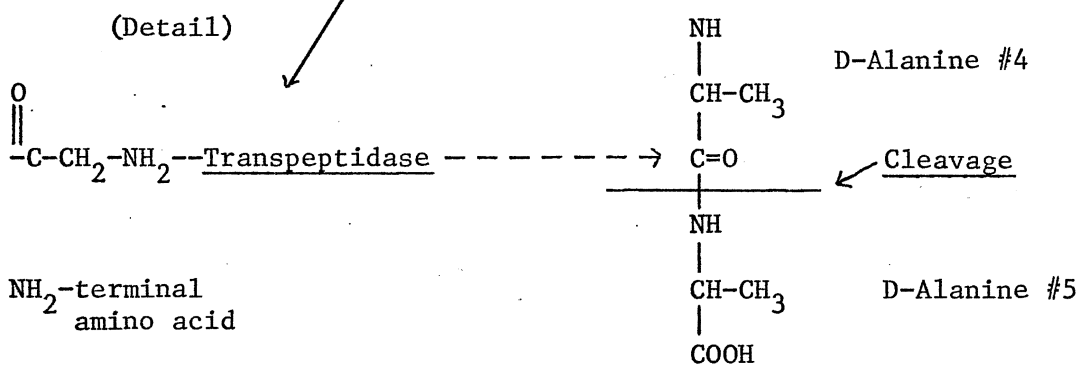 (Detail)
NH
D-Alanine #4
O
CH-CH3
-C-CH2-NH2--Transpeptidase
C=O
Cleavage
NH
NH2-terminal
amino acid
CH-CH3
D-Alanine #5
COOH